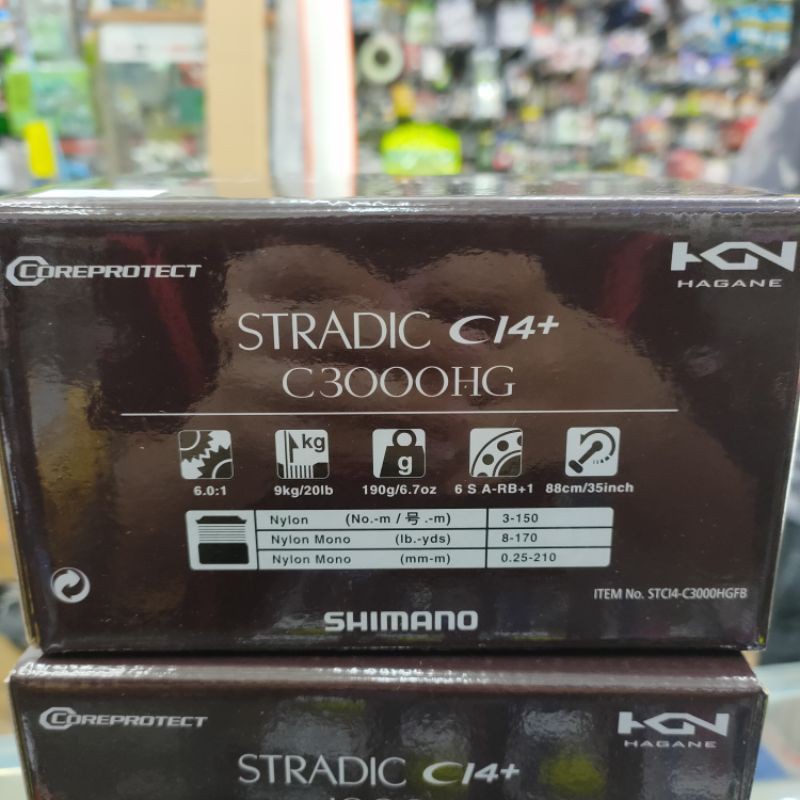 COREPROTECT
HGN
HAGANE
STRADIC CI4+
C3000HG
kg
g
6.0:1
9kg/20lb
190g/6.7oz
6 S A-RB+1
88cm/35inch
Nylon (No.-m / 号.-m) 3-150
Nylon Mono (lb.-yds) 8-170
Nylon Mono (mm-m) 0.25-210
ITEM No. STCI4-C3000HGFB
SHIMANO
COREPROTECT
HGN
HAGANE
STRADIC CI4+